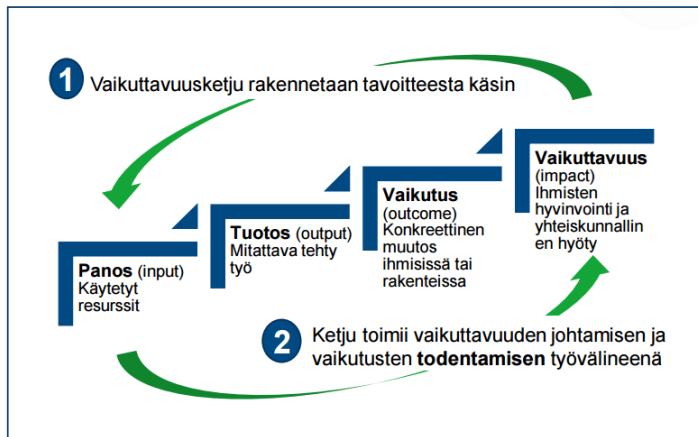 1 Vaikuttavuusketju rakennetaan tavoitteesta käsin
Panos (input)
Käytetyt
resurssit
Tuotos (output)
Mitattava tehty
työ
Vaikutus
(outcome)
Konkreettinen
muutos
ihmisissä tai
rakenteissa
Vaikuttavuus
(impact)
Ihmisten
hyvinvointi ja
yhteiskunnallin
en hyöty
2 Ketju toimii vaikuttavuuden johtamisen ja
vaikutusten todentamisen työvälineenä